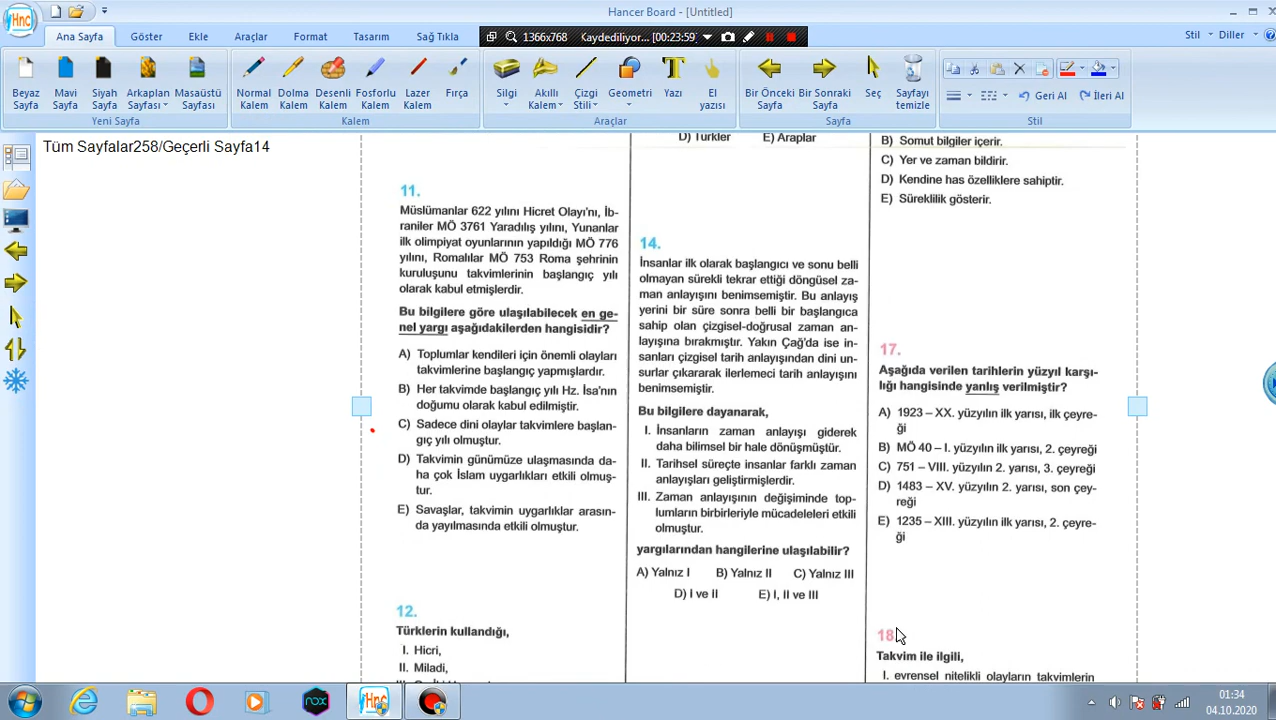 Hnc
Hancer Board - [Untitled]
Ana Sayfa
Göster
Ekle
Araçlar
Format
Tasarım
Sağ Tıkla
1366x768
Kaydediliyor... [00:23:59]
Stil
Diller
Beyaz Sayfa
Mavi Sayfa
Siyah Sayfa
Arkaplan Sayfası
Masaüstü Sayfası
Yeni Sayfa
Normal Kalem
Dolma Kalem
Desenli Kalem
Fosforlu Kalem
Lazer Kalem
Fırça
Kalem
Silgi
Akıllı Kalem
Çizgi Stili
Geometri
Yazı
El yazısı
Araçlar
Bir Önceki Sayfa
Bir Sonraki Sayfa
Seç
Sayfayı temizle
Sayfa
Geri Al
İleri Al
Stil
Tüm Sayfalar258/Geçerli Sayfa14
11.
Müslümanlar 622 yılını Hicret Olayı'nı, İb-
raniler MÖ 3761 Yaradılış yılını, Yunanlar
ilk olimpiyat oyunlarının yapıldığı MÖ 776
yılını, Romalılar MÖ 753 Roma şehrinin
kuruluşunu takvimlerinin başlangıç yılı
olarak kabul etmişlerdir.
Bu bilgilere göre ulaşılabilecek en ge-
nel yargı aşağıdakilerden hangisidir?
A) Toplumlar kendileri için önemli olayları
takvimlerine başlangıç yapmışlardır.
B) Her takvimde başlangıç yılı Hz. İsa'nın
doğumu olarak kabul edilmiştir.
C) Sadece dini olaylar takvimlere başlan-
gıç yılı olmuştur.
D) Takvimin günümüze ulaşmasında da-
ha çok İslam uygarlıkları etkili olmuş-
tur.
E) Savaşlar, takvimin uygarlıklar arasın-
da yayılmasında etkili olmuştur.
12.
Türklerin kullandığı,
I. Hicri,
II. Miladi,
D) Türkler E) Araplar
14.
İnsanlar ilk olarak başlangıcı ve sonu belli
olmayan sürekli tekrar ettiği döngüsel za-
man anlayışını benimsemiştir. Bu anlayış
yerini bir süre sonra belli bir başlangıca
sahip olan çizgisel-doğrusal zaman an-
layışına bırakmıştır. Yakın Çağ'da ise in-
sanları çizgisel tarih anlayışından dini un-
surlar çıkararak ilerlemeci tarih anlayışını
benimsemiştir.
Bu bilgilere dayanarak,
I. İnsanların zaman anlayışı giderek
daha bilimsel bir hale dönüşmüştür.
II. Tarihsel süreçte insanlar farklı zaman
anlayışları geliştirmişlerdir.
III. Zaman anlayışının değişiminde top-
lumların birbirleriyle mücadeleleri etkili
olmuştur.
yargılarından hangilerine ulaşılabilir?
A) Yalnız I B) Yalnız II C) Yalnız III
D) I ve II E) I, II ve III
B) Somut bilgiler içerir.
C) Yer ve zaman bildirir.
D) Kendine has özelliklere sahiptir.
E) Süreklilik gösterir.
17.
Aşağıda verilen tarihlerin yüzyıl karşı-
lığı hangisinde yanlış verilmiştir?
A) 1923 – XX. yüzyılın ilk yarısı, ilk çeyre-
ği
B) MÖ 40 – I. yüzyılın ilk yarısı, 2. çeyreği
C) 751 – VIII. yüzyılın 2. yarısı, 3. çeyreği
D) 1483 – XV. yüzyılın 2. yarısı, son çey-
reği
E) 1235 – XIII. yüzyılın ilk yarısı, 2. çeyre-
ği
18.
Takvim ile ilgili,
I. evrensel nitelikli olayların takvimlerin
nox
Hnc
01:34
04.10.2020